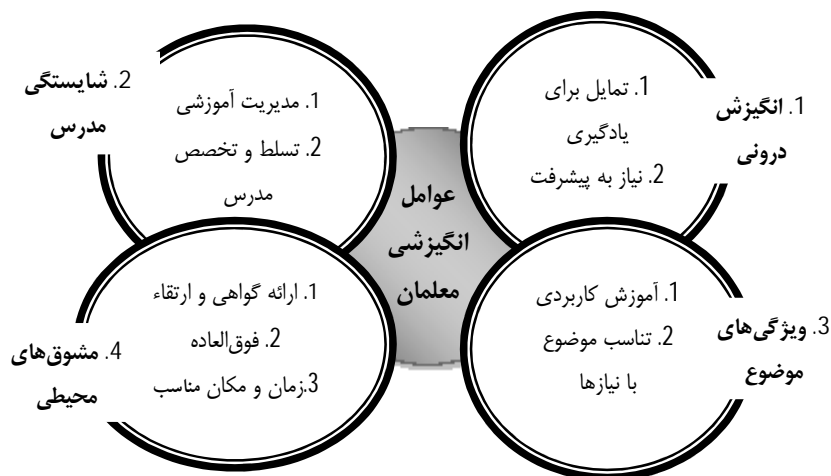 1. انگیزش
درونی
1. تمایل برای
یادگیری
2. نیاز به پیشرفت
2. شایستگی
مدرس
1. مدیریت آموزشی
2. تسلط و تخصص
مدرس
عوامل
انگیزشی
معلمان
3. ویژگی‌های
موضوع
1. آموزش کاربردی
2. تناسب موضوع
با نیازها
4. مشوق‌های
محیطی
1. ارائه گواهی و ارتقاء
2. فوق‌العاده
3.زمان و مکان مناسب